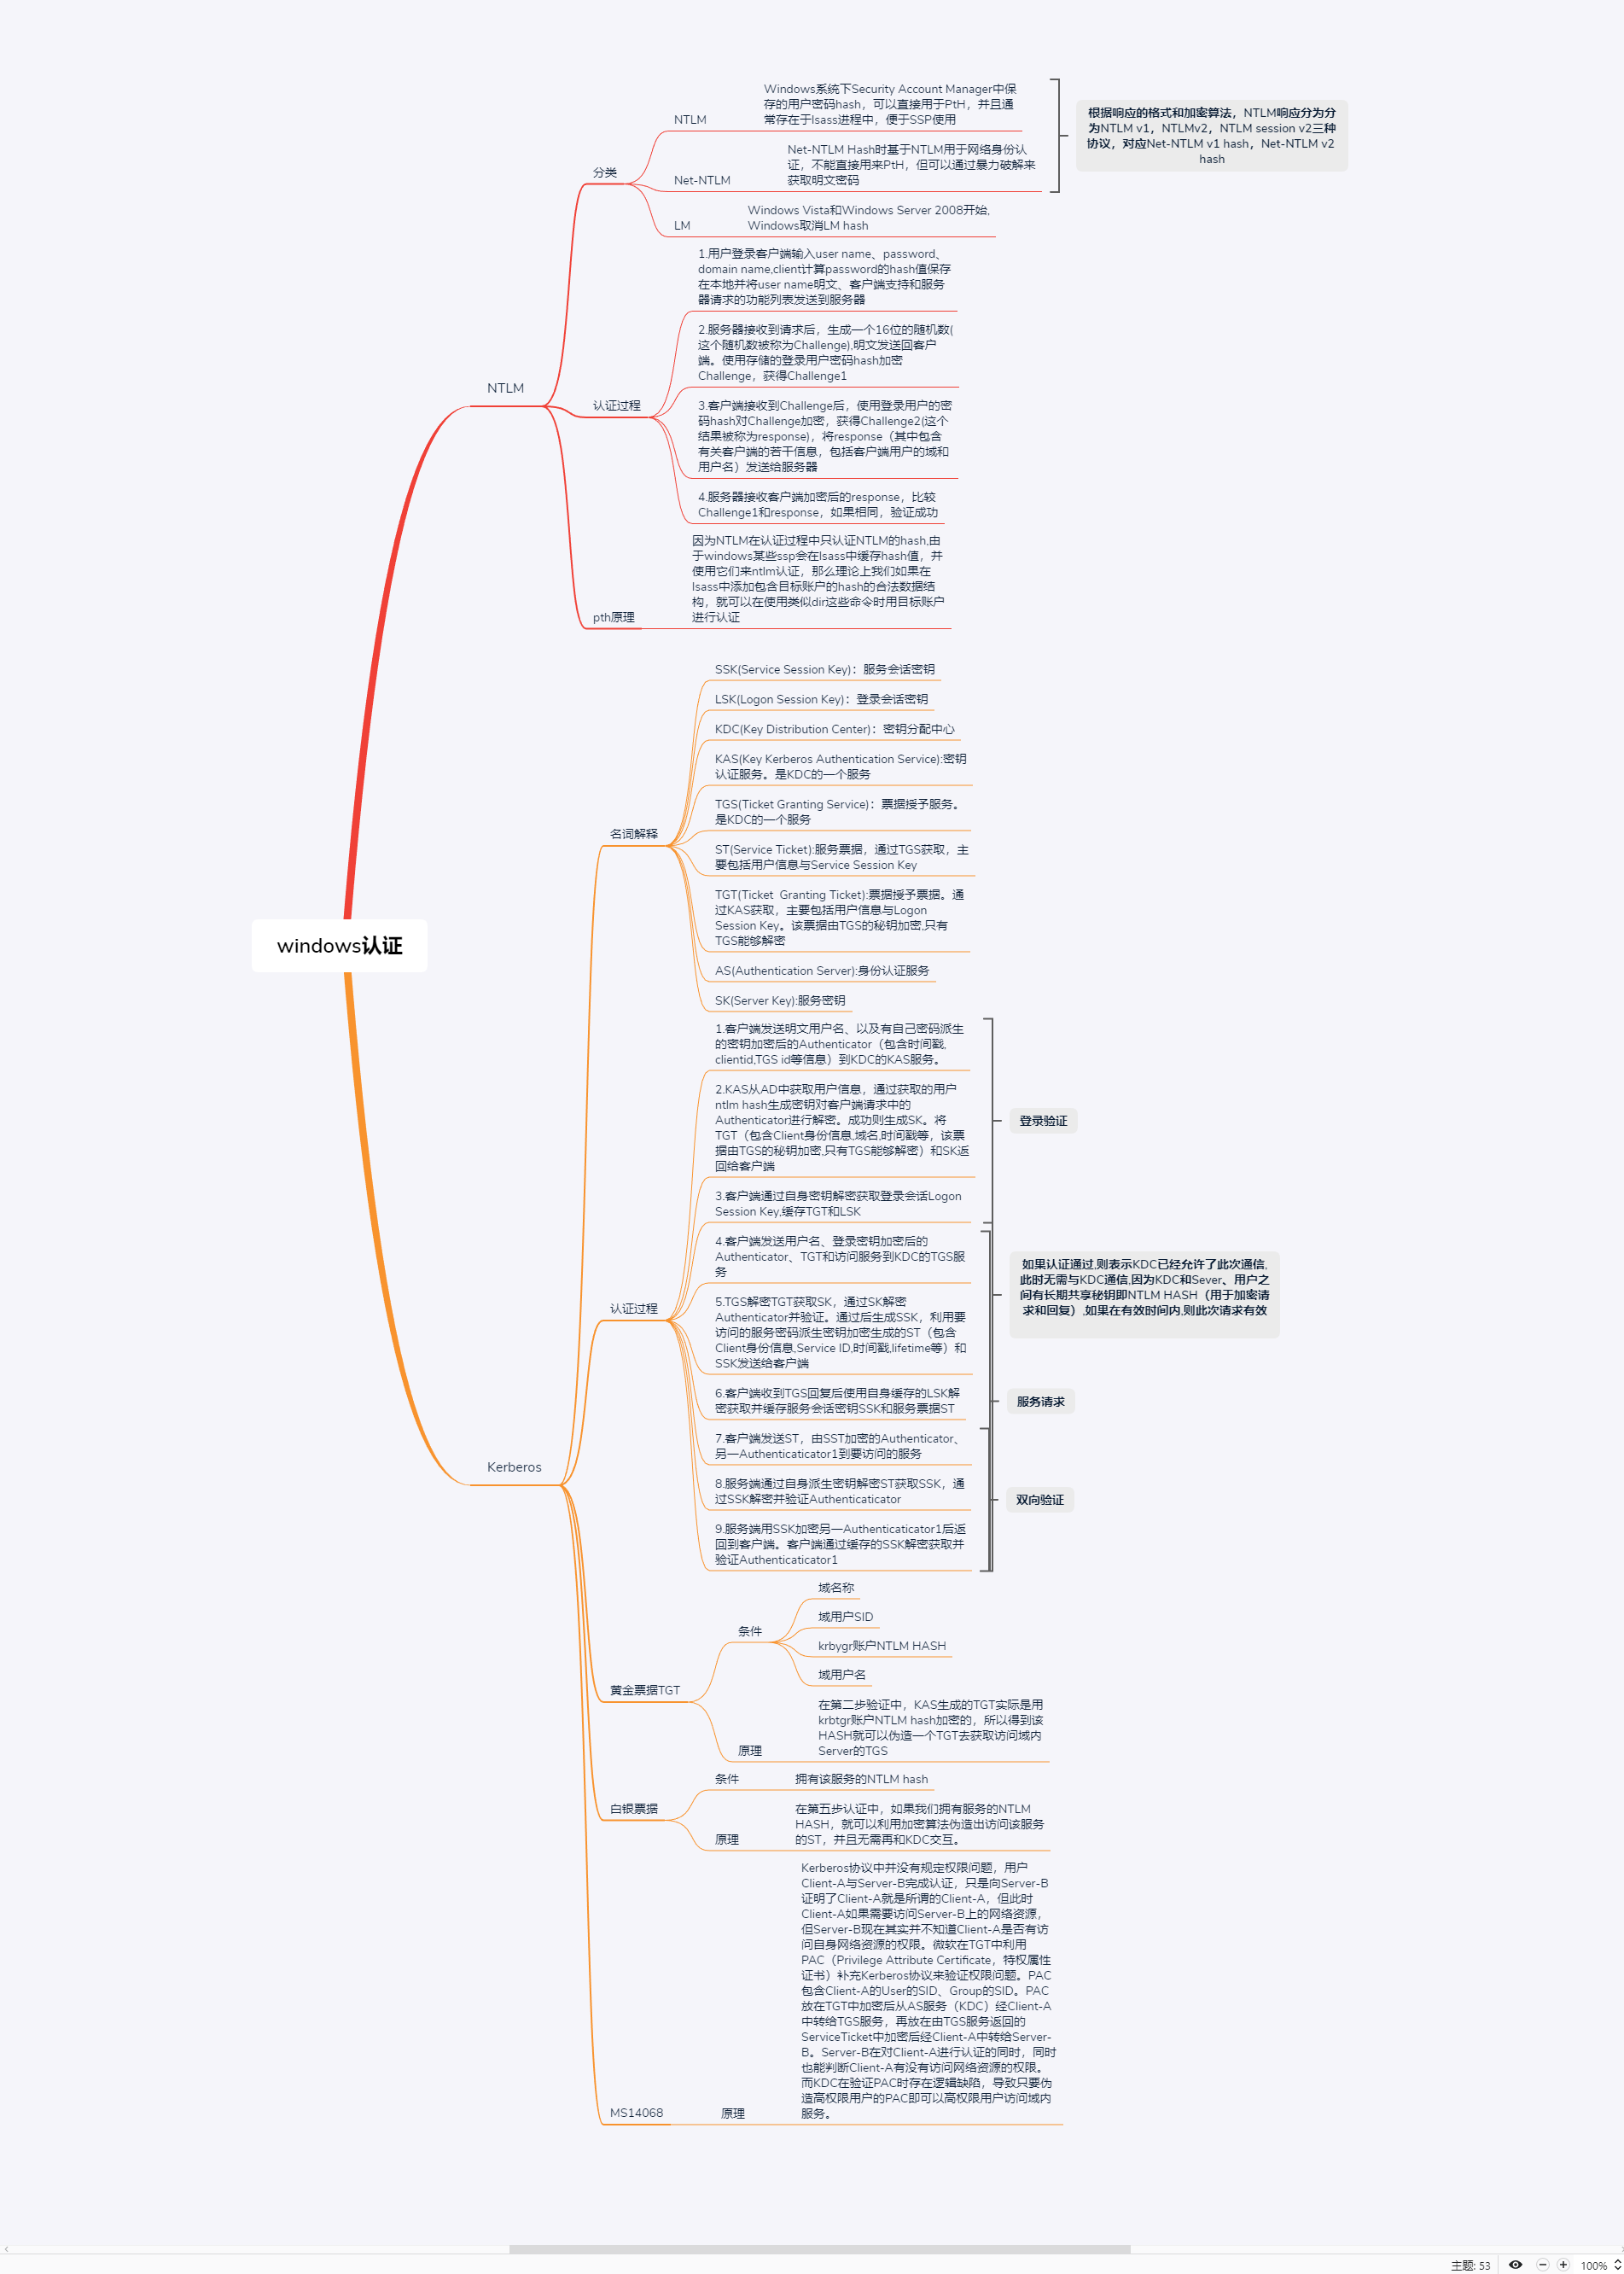 windows认证
NTLM
分类
NTLM
Windows系统下Security Account Manager中保
存的用户密码hash，可以直接用于PtH，并且通
常存在于lsass进程中，便于SSP使用
Net-NTLM
Net-NTLM Hash时基于NTLM用于网络身份认
证，不能直接用来PtH，但可以通过暴力破解来
获取明文密码
根据响应的格式和加密算法，NTLM响应分为分
为NTLM v1，NTLMv2，NTLM session v2三种
协议，对应Net-NTLM v1 hash，Net-NTLM v2
hash
LM
Windows Vista和Windows Server 2008开始,
Windows取消LM hash
认证过程
1.用户登录客户端输入user name、password、
domain name,client计算password的hash值保存
在本地并将user name明文、客户端支持和服务
器请求的功能列表发送到服务器
2.服务器接收到请求后，生成一个16位的随机数(
这个随机数被称为Challenge),明文发送回客户
端。使用存储的登录用户密码hash加密
Challenge，获得Challenge1
3.客户端接收到Challenge后，使用登录用户的密
码hash对Challenge加密，获得Challenge2(这个
结果被称为response)，将response（其中包含
有关客户端的若干信息，包括客户端用户的域和
用户名）发送给服务器
4.服务器接收客户端加密后的response，比较
Challenge1和response，如果相同，验证成功
pth原理
因为NTLM在认证过程中只认证NTLM的hash,由
于windows某些ssp会在lsass中缓存hash值，并
使用它们来ntlm认证，那么理论上我们如果在
lsass中添加包含目标账户的hash的合法数据结
构，就可以在使用类似dir这些命令时用目标账户
进行认证
Kerberos
名词解释
SSK(Service Session Key)：服务会话密钥
LSK(Logon Session Key)：登录会话密钥
KDC(Key Distribution Center)：密钥分配中心
KAS(Key Kerberos Authentication Service):密钥
认证服务。是KDC的一个服务
TGS(Ticket Granting Service)：票据授予服务。
是KDC的一个服务
ST(Service Ticket):服务票据，通过TGS获取，主
要包括用户信息与Service Session Key
TGT(Ticket  Granting Ticket):票据授予票据。通
过KAS获取，主要包括用户信息与Logon
Session Key。该票据由TGS的秘钥加密,只有
TGS能够解密
AS(Authentication Server):身份认证服务
SK(Server Key):服务密钥
认证过程
1.客户端发送明文用户名、以及有自己密码派生
的密钥加密后的Authenticator（包含时间戳,
clientid,TGS id等信息）到KDC的KAS服务。
2.KAS从AD中获取用户信息，通过获取的用户
ntlm hash生成密钥对客户端请求中的
Authenticator进行解密。成功则生成SK。将
TGT（包含Client身份信息,域名,时间戳等，该票
据由TGS的秘钥加密,只有TGS能够解密）和SK返
回给客户端
3.客户端通过自身密钥解密获取登录会话Logon
Session Key,缓存TGT和LSK
登录验证
4.客户端发送用户名、登录密钥加密后的
Authenticator、TGT和访问服务到KDC的TGS服
务
5.TGS解密TGT获取SK，通过SK解密
Authenticator并验证。通过后生成SSK，利用要
访问的服务密码派生密钥加密生成的ST（包含
Client身份信息,Service ID,时间戳,lifetime等）和
SSK发送给客户端
6.客户端收到TGS回复后使用自身缓存的LSK解
密获取并缓存服务会话密钥SSK和服务票据ST
如果认证通过,则表示KDC已经允许了此次通信,
此时无需与KDC通信,因为KDC和Sever、用户之
间有长期共享秘钥即NTLM HASH（用于加密请
求和回复）,如果在有效时间内,则此次请求有效
服务请求
7.客户端发送ST，由SST加密的Authenticator、
另一Authenticaticator1到要访问的服务
8.服务端通过自身派生密钥解密ST获取SSK，通
过SSK解密并验证Authenticaticator
9.服务端用SSK加密另一Authenticaticator1后返
回到客户端。客户端通过缓存的SSK解密获取并
验证Authenticaticator1
双向验证
黄金票据TGT
条件
域名称
域用户SID
krbygr账户NTLM HASH
域用户名
原理
在第二步验证中，KAS生成的TGT实际是用
krbtgr账户NTLM hash加密的，所以得到该
HASH就可以伪造一个TGT去获取访问域内
Server的TGS
白银票据
条件
拥有该服务的NTLM hash
原理
在第五步认证中，如果我们拥有服务的NTLM
HASH，就可以利用加密算法伪造出访问该服务
的ST，并且无需再和KDC交互。
MS14068
原理
Kerberos协议中并没有规定权限问题，用户
Client-A与Server-B完成认证，只是向Server-B
证明了Client-A就是所谓的Client-A，但此时
Client-A如果需要访问Server-B上的网络资源，
但Server-B现在其实并不知道Client-A是否有访
问自身网络资源的权限。微软在TGT中利用
PAC（Privilege Attribute Certificate，特权属性
证书）补充Kerberos协议来验证权限问题。PAC
包含Client-A的User的SID、Group的SID。PAC
放在TGT中加密后从AS服务（KDC）经Client-A
中转给TGS服务，再放在由TGS服务返回的
ServiceTicket中加密后经Client-A中转给Server-
B。Server-B在对Client-A进行认证的同时，同时
也能判断Client-A有没有访问网络资源的权限。
而KDC在验证PAC时存在逻辑缺陷，导致只要伪
造高权限用户的PAC即可以高权限用户访问域内
服务。
主题: 53
100%